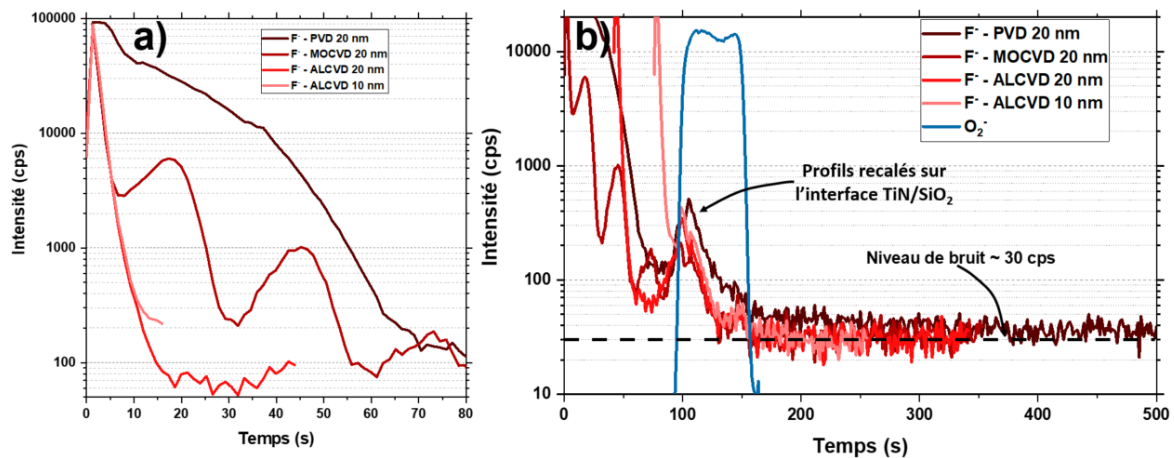 a)
Intensité (cps)
100000
10000
1000
100
0
10
20
30
40
50
60
70
80
Temps (s)
F⁻ - PVD 20 nm
F⁻ - MOCVD 20 nm
F⁻ - ALCVD 20 nm
F⁻ - ALCVD 10 nm
b)
Intensité (cps)
10000
1000
100
10
0
100
200
300
400
500
Temps (s)
F⁻ - PVD 20 nm
F⁻ - MOCVD 20 nm
F⁻ - ALCVD 20 nm
F⁻ - ALCVD 10 nm
O₂⁻
Profils recalés sur
l'interface TiN/SiO₂
Niveau de bruit ~ 30 cps